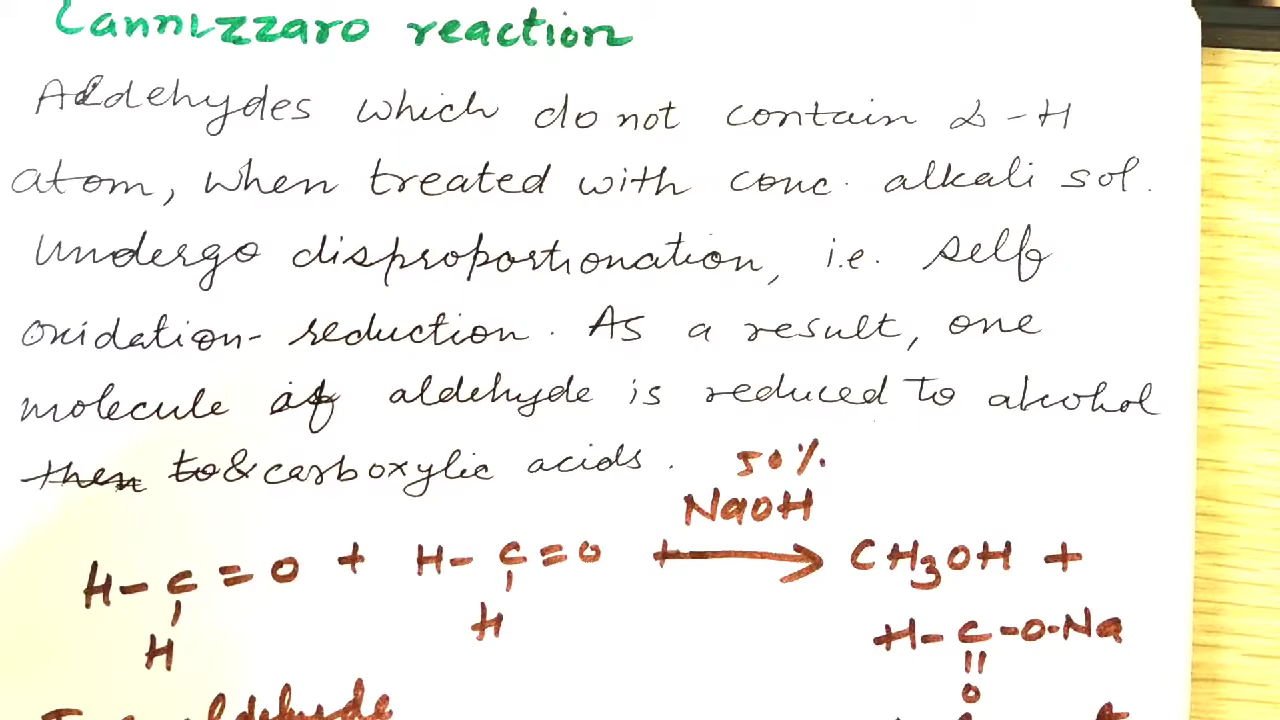 Cannizzaro reaction
Aldehydes which do not contain α-H
atom, when treated with conc. alkali sol.
undergo disproportionation, i.e. self
oxidation-reduction. As a result, one
molecule of aldehyde is reduced to alcohol
then to & carboxylic acids.
50%
NaOH
H-C=O + H-C=O → CH3OH +
H H
H-C-O-Na
||
O